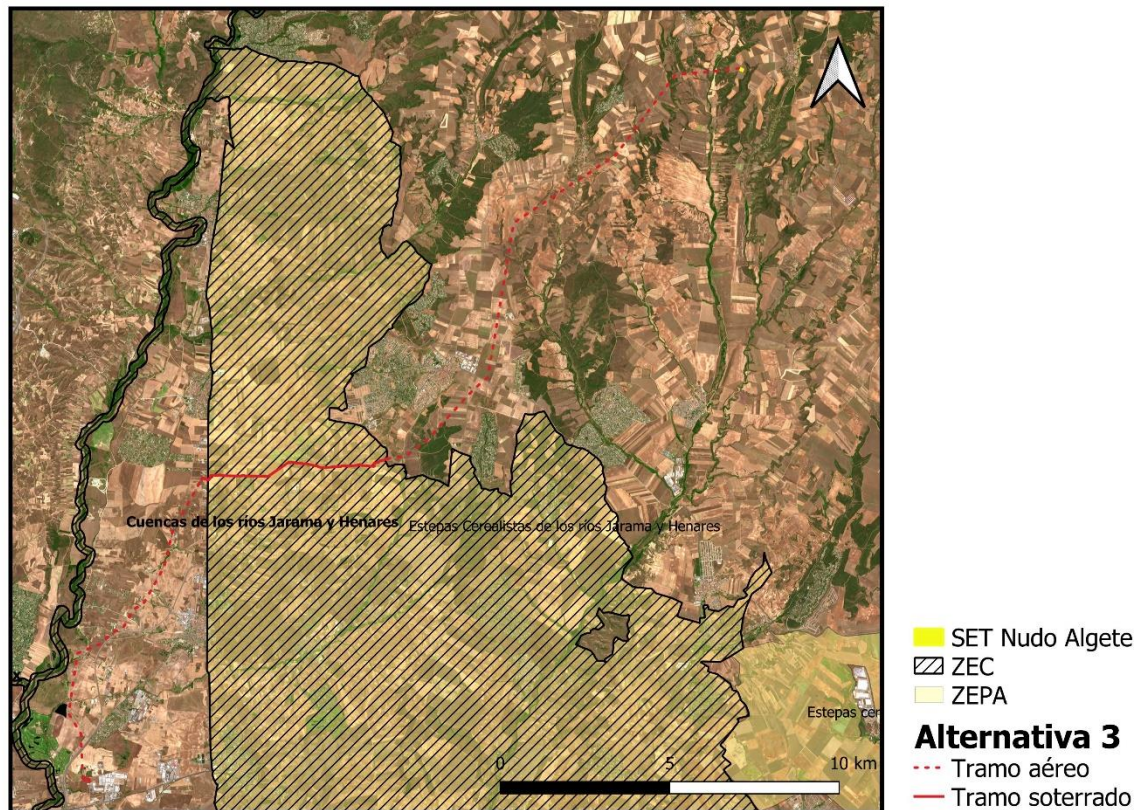 Cuencas de los ríos Jarama y Henares
Estepas Cerealistas de los ríos Jarama y Henares
Estepas cer
0 5 10 km
SET Nudo Algete
ZEC
ZEPA
Alternativa 3
Tramo aéreo
Tramo soterrado